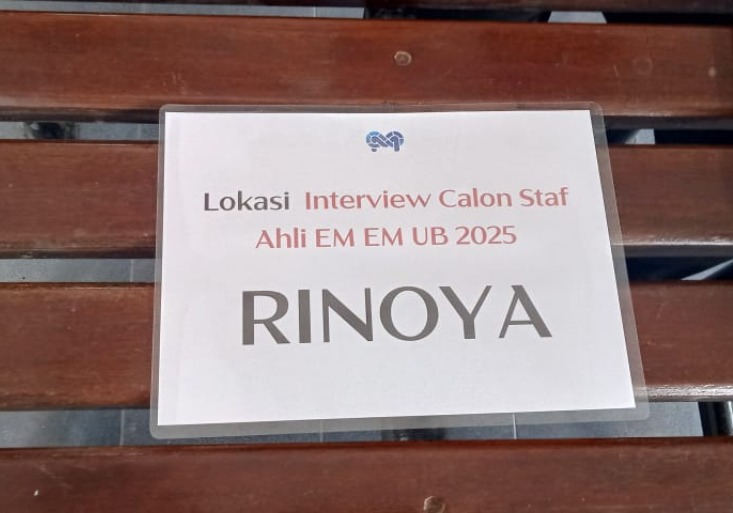 Lokasi Interview Calon Staf
Ahli EM EM UB 2025
RINOYA